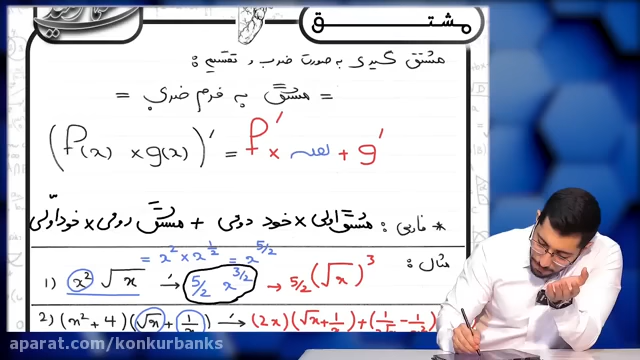 مشتق
مشتق گیری به صورت ضرب و تقسیم :
= مشتق به فرم ضربی =
(f(x) × g(x))' = f' × + g'
* فارسی : مشتق اولی × خود دومی + مشتق دومی × خود اولی
مثال :
= x² × x^{1/2} = x^{5/2}
1) x² √x →' 5/2 x^{3/2} → 5/2 (√x)³
2) (x² + 4)(√x + 1/x) →' (2x)(√x + 1/x) + (
aparat.com/konkurbanks